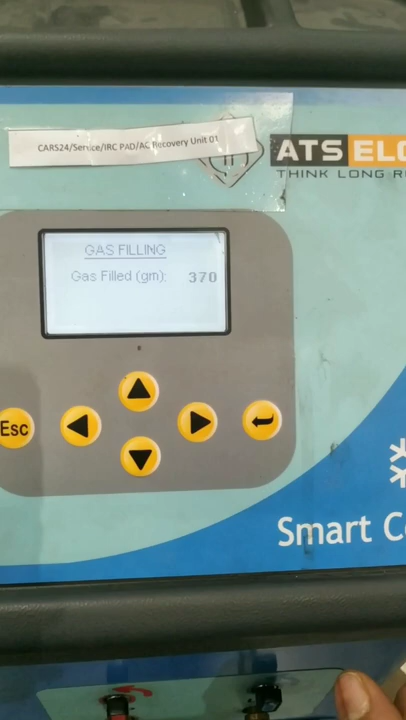 CARS24/Service/IRC PAD/AC Recovery Unit 01
ATS ELG
THINK LONG R
GAS FILLING
Gas Filled (gm): 370
Esc
Smart C